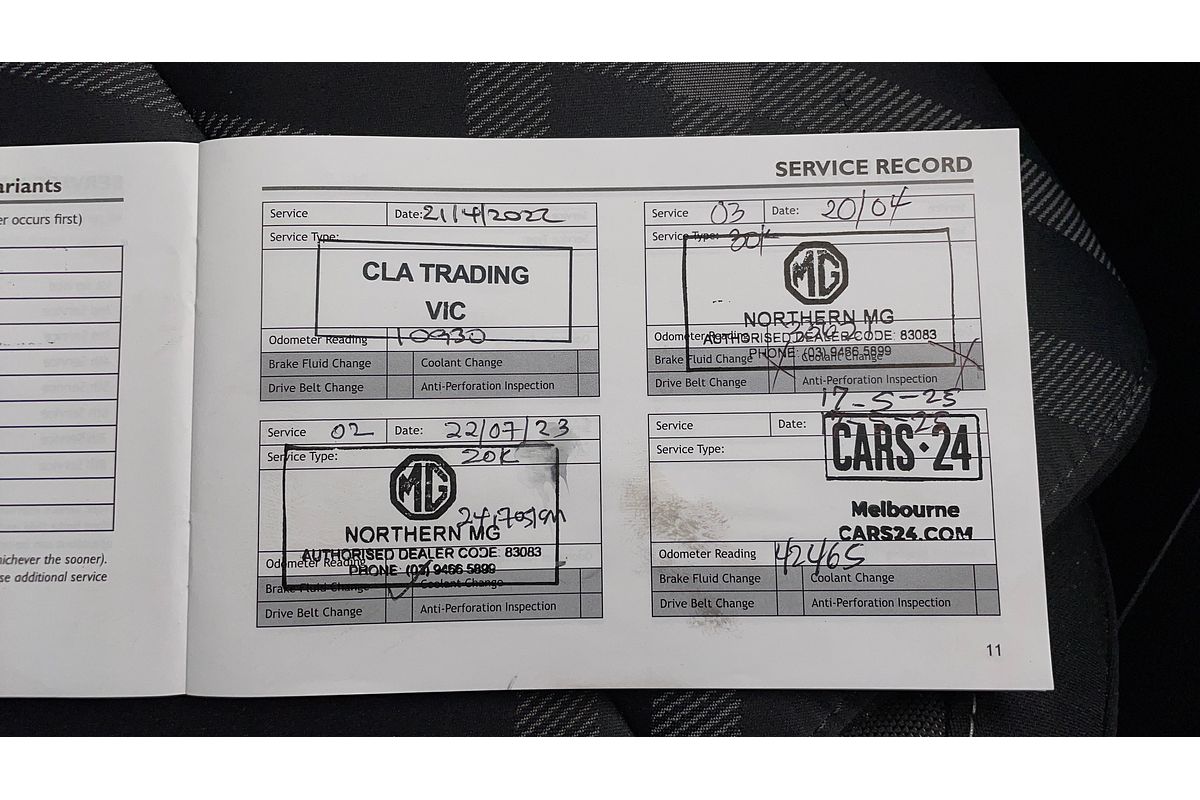 ariants
er occurs first)
hichever the sooner).
se additional service
SERVICE RECORD
Service Date: 21/4/2022
Service Type:
CLA TRADING
VIC
Odometer Reading 10930
Brake Fluid Change Coolant Change
Drive Belt Change Anti-Perforation Inspection
Service 02 Date: 22/07/23
Service Type: 20K
MG
NORTHERN MG
AUTHORISED DEALER CODE: 83083
Odometer Reading
PHONE: (03) 9466 5899
Brake Fluid Change Coolant Change
Drive Belt Change Anti-Perforation Inspection
Service 03 Date: 20/04
Service Type: 30K
MG
NORTHERN MG
Odometer Reading
AUTHORISED DEALER CODE: 83083
PHONE: (03) 9466 5899
Brake Fluid Change Coolant Change
Drive Belt Change Anti-Perforation Inspection
17-5-25
Service Date: 17-5-25
Service Type:
CARS·24
Melbourne
CARS24.COM
Odometer Reading 42465
Brake Fluid Change Coolant Change
Drive Belt Change Anti-Perforation Inspection
11